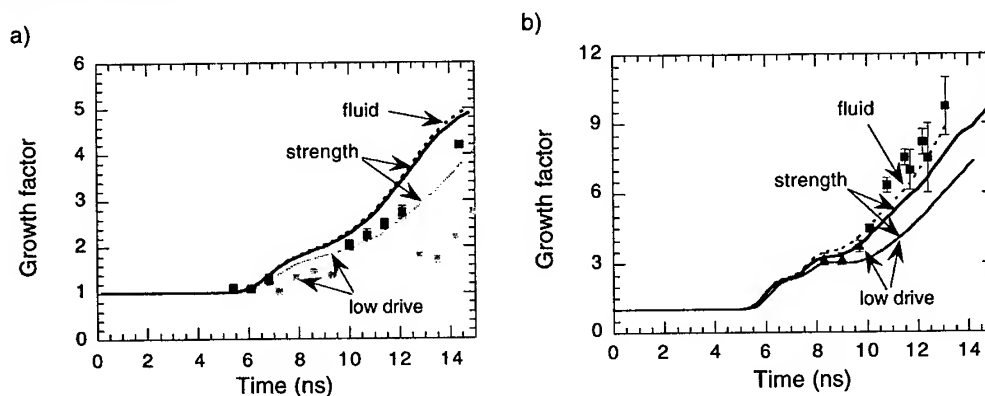 a)
Growth factor
6
5
4
3
2
1
0
fluid
strength
low drive
0 2 4 6 8 10 12 14
Time (ns)
b)
Growth factor
12
9
6
3
0
fluid
strength
low drive
0 2 4 6 8 10 12 14
Time (ns)